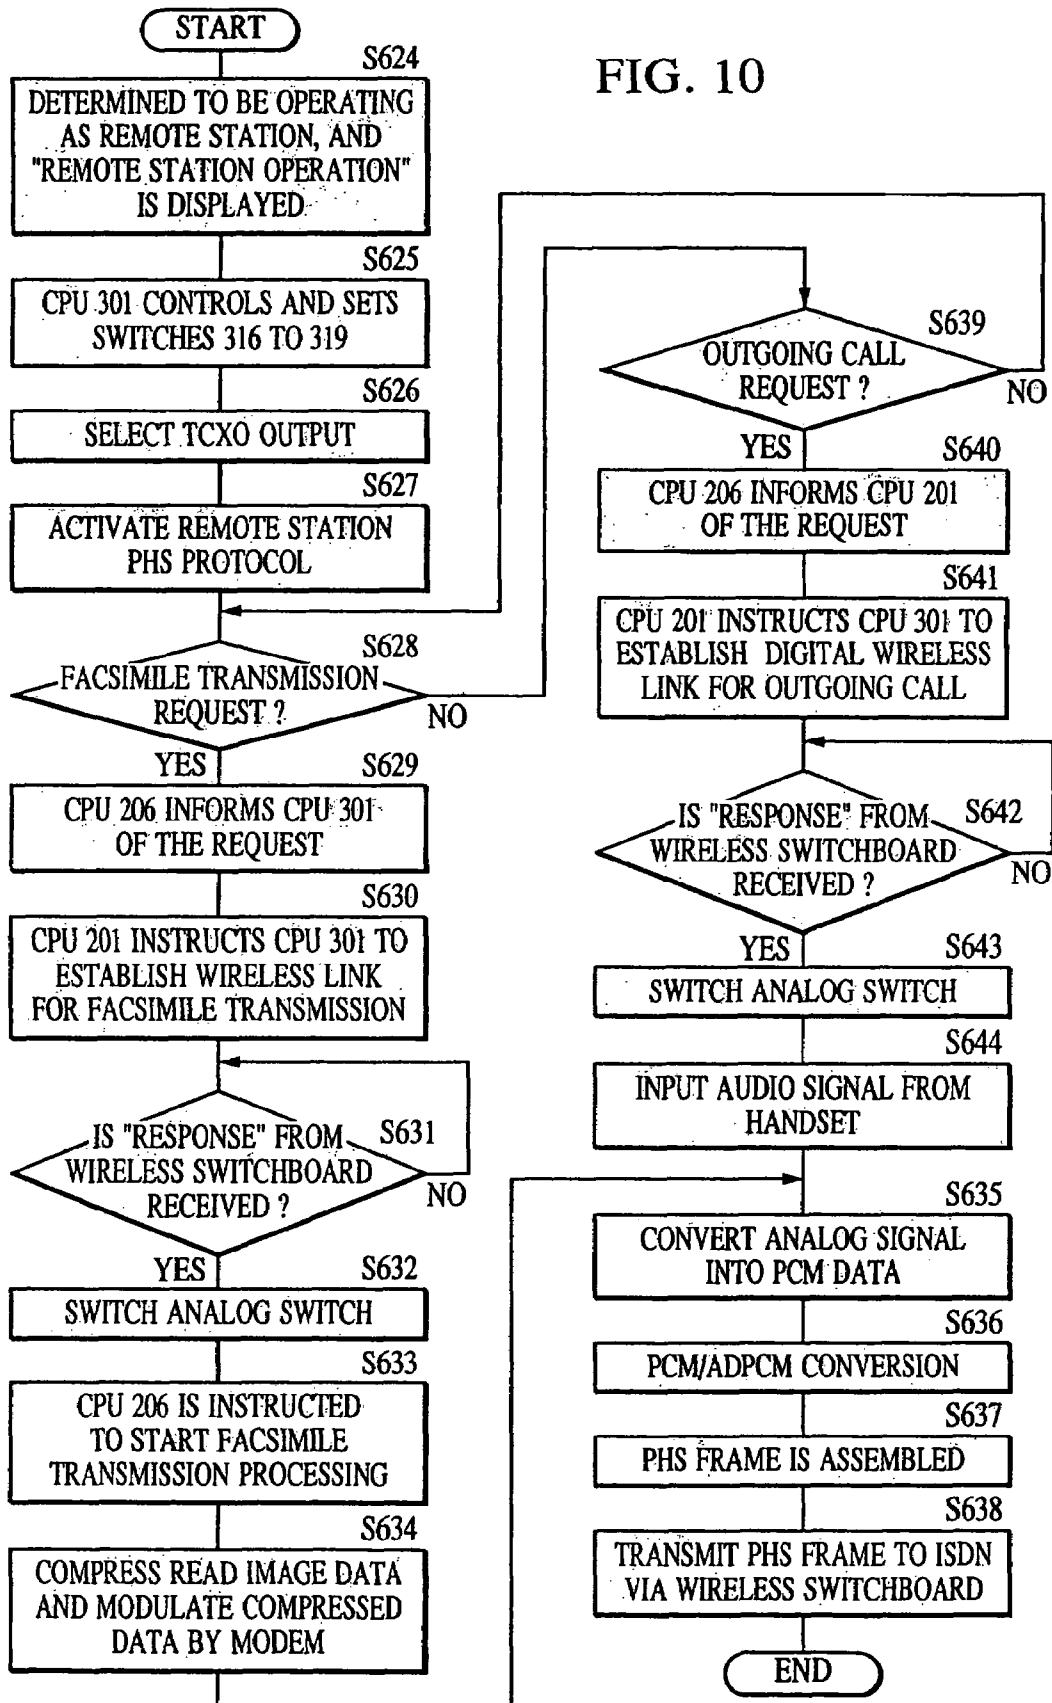 FIG. 10
START
S624
DETERMINED TO BE OPERATING
AS REMOTE STATION, AND
"REMOTE STATION OPERATION"
IS DISPLAYED
S625
CPU 301 CONTROLS AND SETS
SWITCHES 316 TO 319
S626
SELECT TCXO OUTPUT
S627
ACTIVATE REMOTE STATION
PHS PROTOCOL
S628
FACSIMILE TRANSMISSION
REQUEST ?
NO
YES
S629
CPU 206 INFORMS CPU 301
OF THE REQUEST
S630
CPU 201 INSTRUCTS CPU 301 TO
ESTABLISH WIRELESS LINK
FOR FACSIMILE TRANSMISSION
S631
IS "RESPONSE" FROM
WIRELESS SWITCHBOARD
RECEIVED ?
NO
YES
S632
SWITCH ANALOG SWITCH
S633
CPU 206 IS INSTRUCTED
TO START FACSIMILE
TRANSMISSION PROCESSING
S634
COMPRESS READ IMAGE DATA
AND MODULATE COMPRESSED
DATA BY MODEM
S639
OUTGOING CALL
REQUEST ?
NO
YES
S640
CPU 206 INFORMS CPU 201
OF THE REQUEST
S641
CPU 201 INSTRUCTS CPU 301 TO
ESTABLISH DIGITAL WIRELESS
LINK FOR OUTGOING CALL
S642
IS "RESPONSE" FROM
WIRELESS SWITCHBOARD
RECEIVED ?
NO
YES
S643
SWITCH ANALOG SWITCH
S644
INPUT AUDIO SIGNAL FROM
HANDSET
S635
CONVERT ANALOG SIGNAL
INTO PCM DATA
S636
PCM/ADPCM CONVERSION
S637
PHS FRAME IS ASSEMBLED
S638
TRANSMIT PHS FRAME TO ISDN
VIA WIRELESS SWITCHBOARD
END